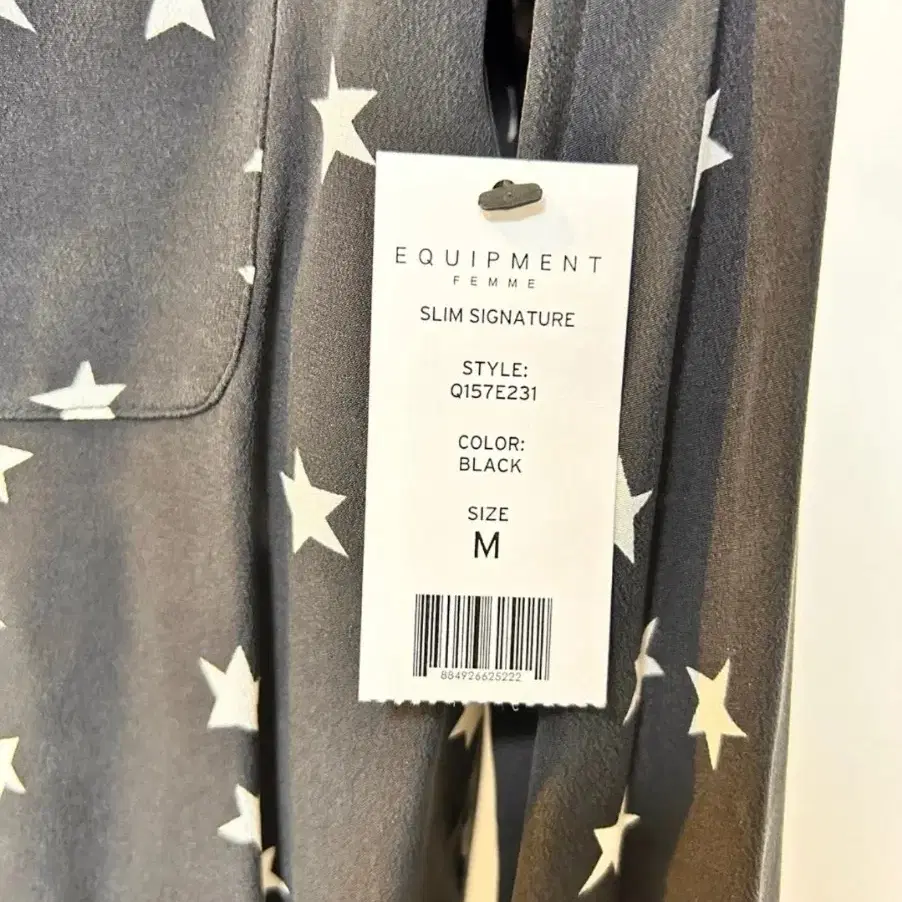 EQUIPMENT
FEMME
SLIM SIGNATURE
STYLE:
Q157E231
COLOR:
BLACK
SIZE
M
884926625222